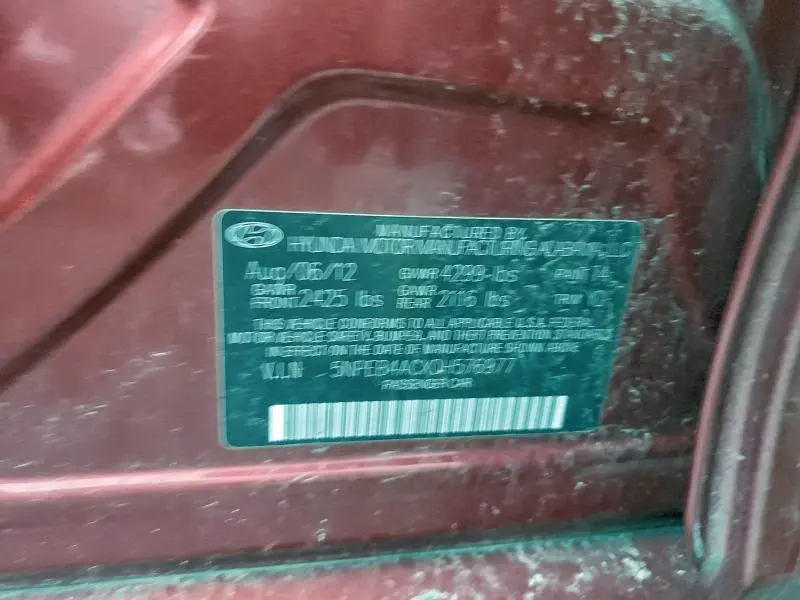 MANUFACTURED BY
HYUNDAI MOTOR MANUFACTURING ALABAMA, LLC
Aug/06/12 GVWR 4299 lbs PAINT
GAWR FRONT 2425 lbs GAWR REAR 2116 lbs TRIM
THIS VEHICLE CONFORMS TO ALL APPLICABLE U.S.A. FEDERAL
MOTOR VEHICLE SAFETY, BUMPER, AND THEFT PREVENTION STANDARDS
IN EFFECT ON THE DATE OF MANUFACTURE SHOWN ABOVE.
V.I.N
PASSENGER CAR